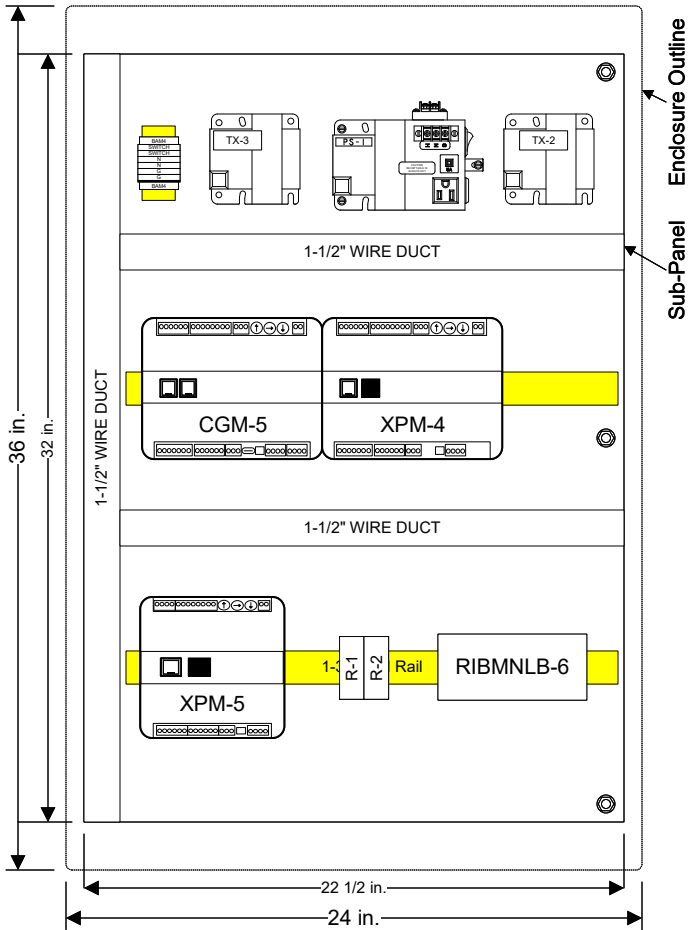 Enclosure Outline
Sub-Panel
BAM4
SWITCH
SWITCH
N
N
G
G
BAM4
TX-3
PS-1
TX-2
1-1/2" WIRE DUCT
36 in.
32 in.
1-1/2" WIRE DUCT
CGM-5
XPM-4
1-1/2" WIRE DUCT
XPM-5
1-3
R-1
R-2
Rail
RIBMNLB-6
22 1/2 in.
24 in.